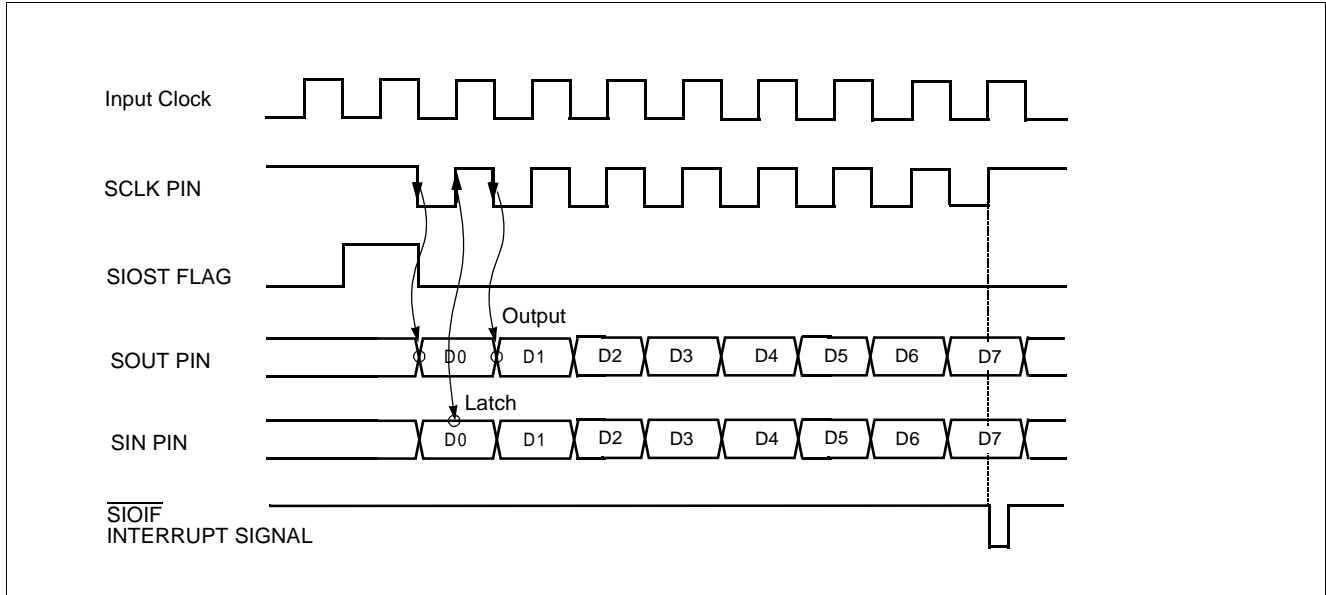 Input Clock
SCLK PIN
SIOST FLAG
Output
SOUT PIN
D0 D1 D2 D3 D4 D5 D6 D7
Latch
SIN PIN
D0 D1 D2 D3 D4 D5 D6 D7
SIOIF
INTERRUPT SIGNAL